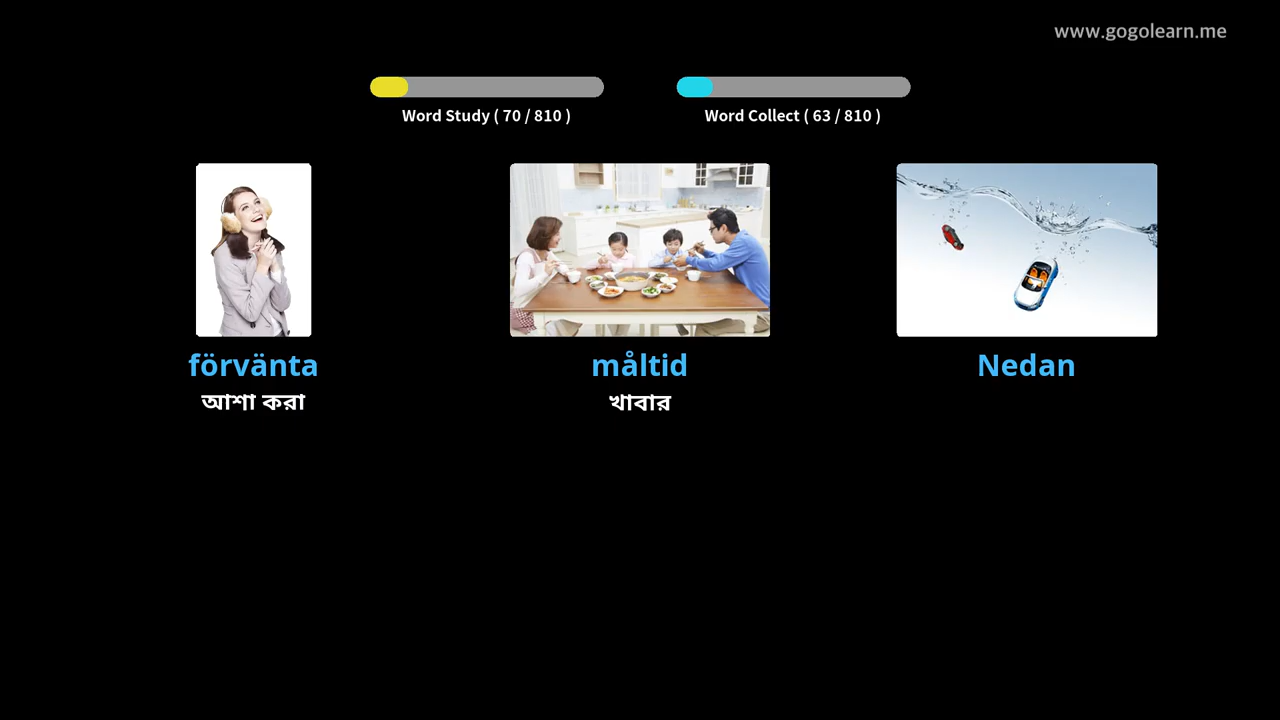 www.gogolearn.me
Word Study ( 70 / 810 )
Word Collect ( 63 / 810 )
förvänta
måltid
Nedan
আশা করা
খাবার